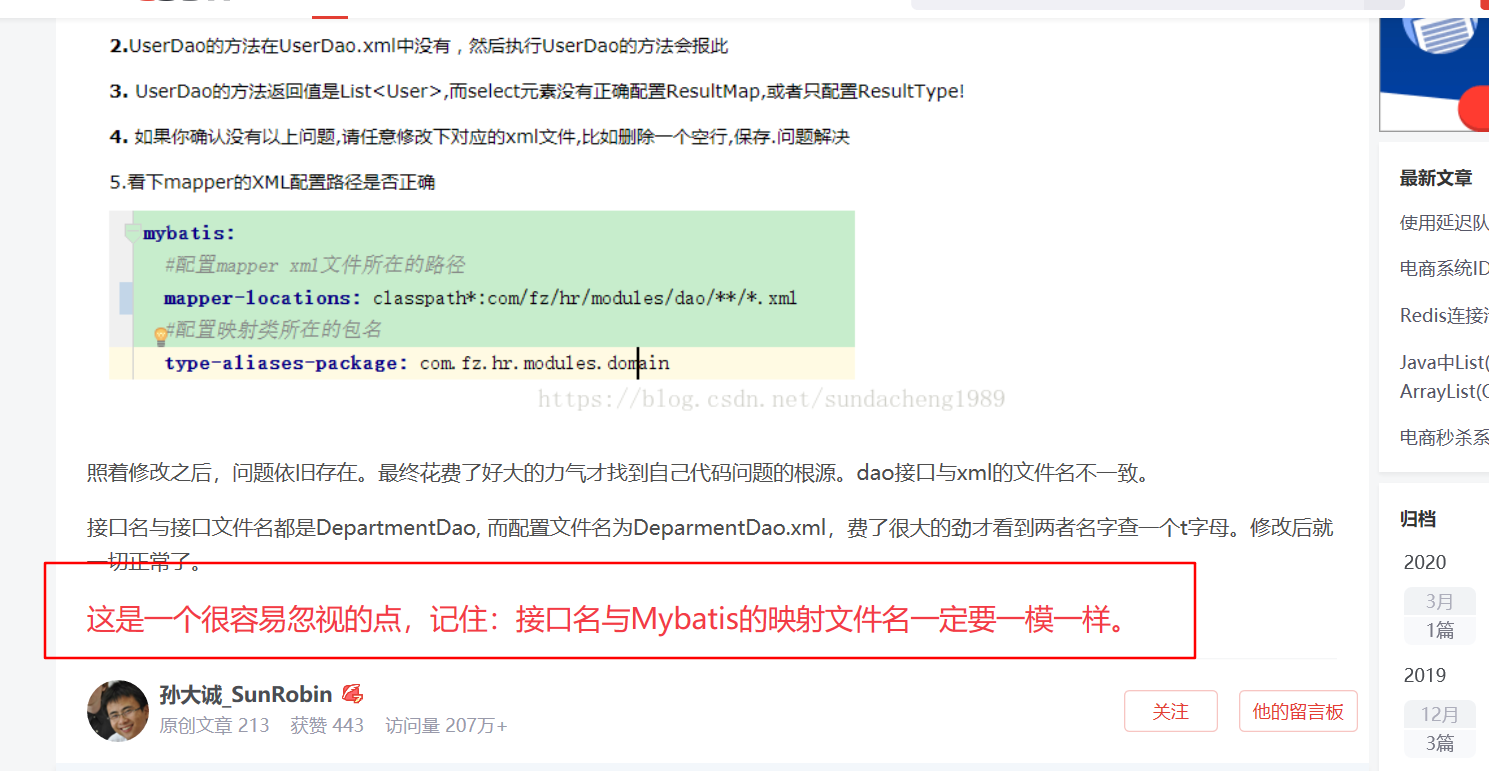 2.UserDao的方法在UserDao.xml中没有，然后执行UserDao的方法会报此
3. UserDao的方法返回值是List<User>,而select元素没有正确配置ResultMap,或者只配置ResultType!
4. 如果你确认没有以上问题,请任意修改下对应的xml文件,比如删除一个空行,保存.问题解决
5.看下mapper的XML配置路径是否正确
mybatis:
#配置mapper xml文件所在的路径
mapper-locations: classpath*:com/fz/hr/modules/dao/**/*.xml
#配置映射类所在的包名
type-aliases-package: com.fz.hr.modules.domain
https://blog.csdn.net/sundacheng1989
照着修改之后，问题依旧存在。最终花费了好大的力气才找到自己代码问题的根源。dao接口与xml的文件名不一致。
接口名与接口文件名都是DepartmentDao, 而配置文件名为DeparmentDao.xml，费了很大的劲才看到两者名字查一个t字母。修改后就
一切正常了。
这是一个很容易忽视的点，记住：接口名与Mybatis的映射文件名一定要一模一样。
孙大诚_SunRobin
原创文章 213 获赞 443 访问量 207万+
关注
他的留言板
最新文章
使用延迟队
电商系统ID
Redis连接池
Java中List(
ArrayList(
电商秒杀系
归档
2020
3月
1篇
2019
12月
3篇